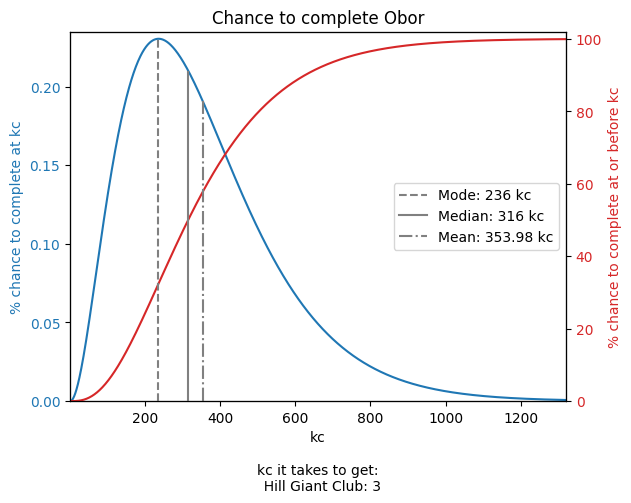 Chance to complete Obor
% chance to complete at kc
0.20
0.15
0.10
0.05
0.00
100
80
60
40
20
0
% chance to complete at or before kc
Mode: 236 kc
Median: 316 kc
Mean: 353.98 kc
200
400
600
800
1000
1200
kc
kc it takes to get:
Hill Giant Club: 3